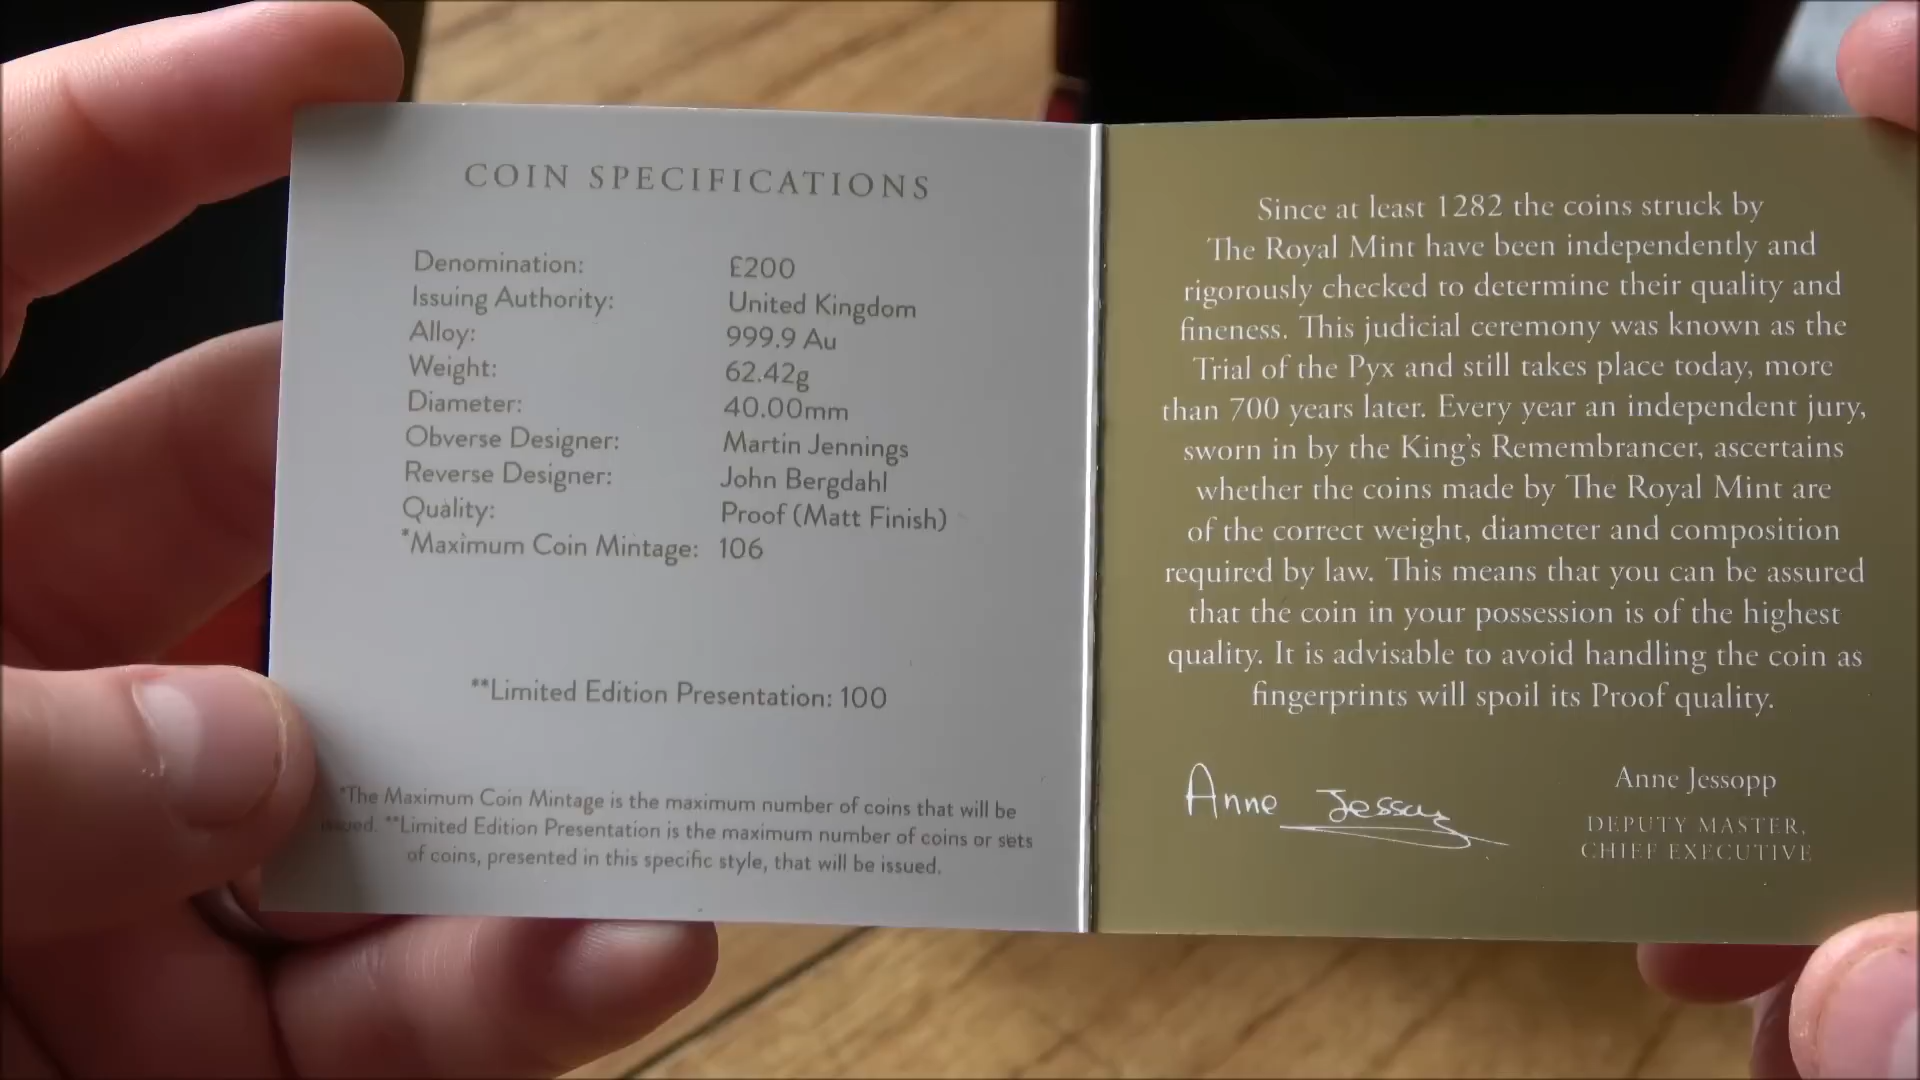 COIN SPECIFICATIONS
Denomination: £200
Issuing Authority: United Kingdom
Alloy: 999.9 Au
Weight: 62.42g
Diameter: 40.00mm
Obverse Designer: Martin Jennings
Reverse Designer: John Bergdahl
Quality: Proof (Matt Finish)
*Maximum Coin Mintage: 106
**Limited Edition Presentation: 100
*The Maximum Coin Mintage is the maximum number of coins that will be
issued. **Limited Edition Presentation is the maximum number of coins or sets
of coins, presented in this specific style, that will be issued.
Since at least 1282 the coins struck by
The Royal Mint have been independently and
rigorously checked to determine their quality and
fineness. This judicial ceremony was known as the
Trial of the Pyx and still takes place today, more
than 700 years later. Every year an independent jury,
sworn in by the King's Remembrancer, ascertains
whether the coins made by The Royal Mint are
of the correct weight, diameter and composition
required by law. This means that you can be assured
that the coin in your possession is of the highest
quality. It is advisable to avoid handling the coin as
fingerprints will spoil its Proof quality.
Anne Jessopp
Anne Jessopp
DEPUTY MASTER,
CHIEF EXECUTIVE